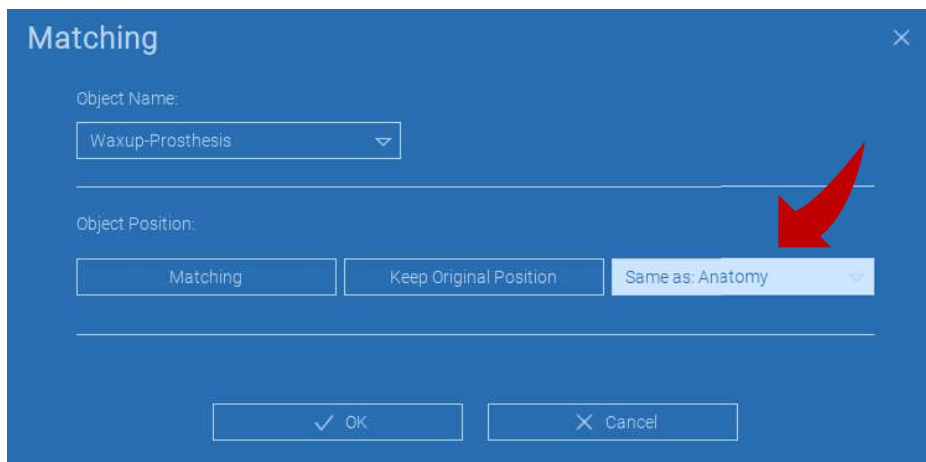 Matching
Object Name:
Waxup-Prosthesis
Object Position:
Matching
Keep Original Position
Same as: Anatomy
OK
Cancel